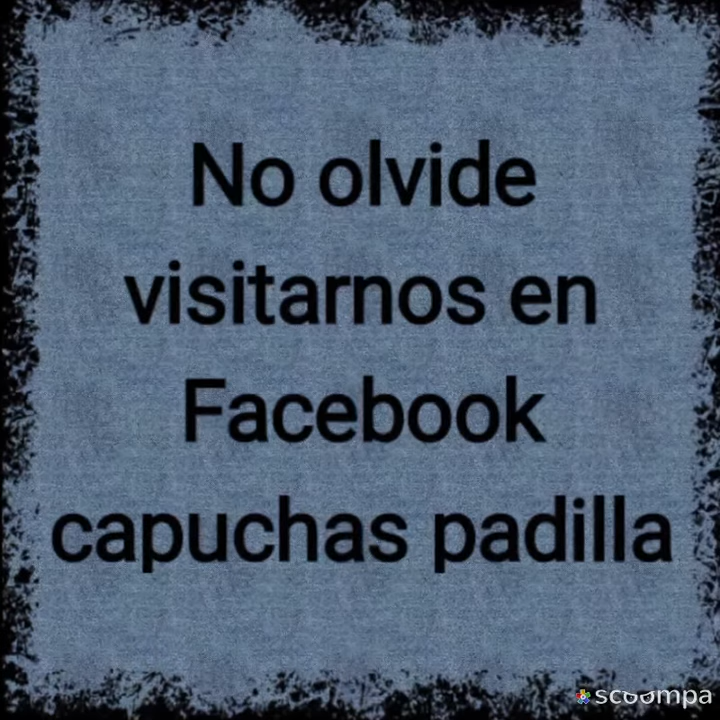 No olvide
visitarnos en
Facebook
capuchas padilla
scoompa